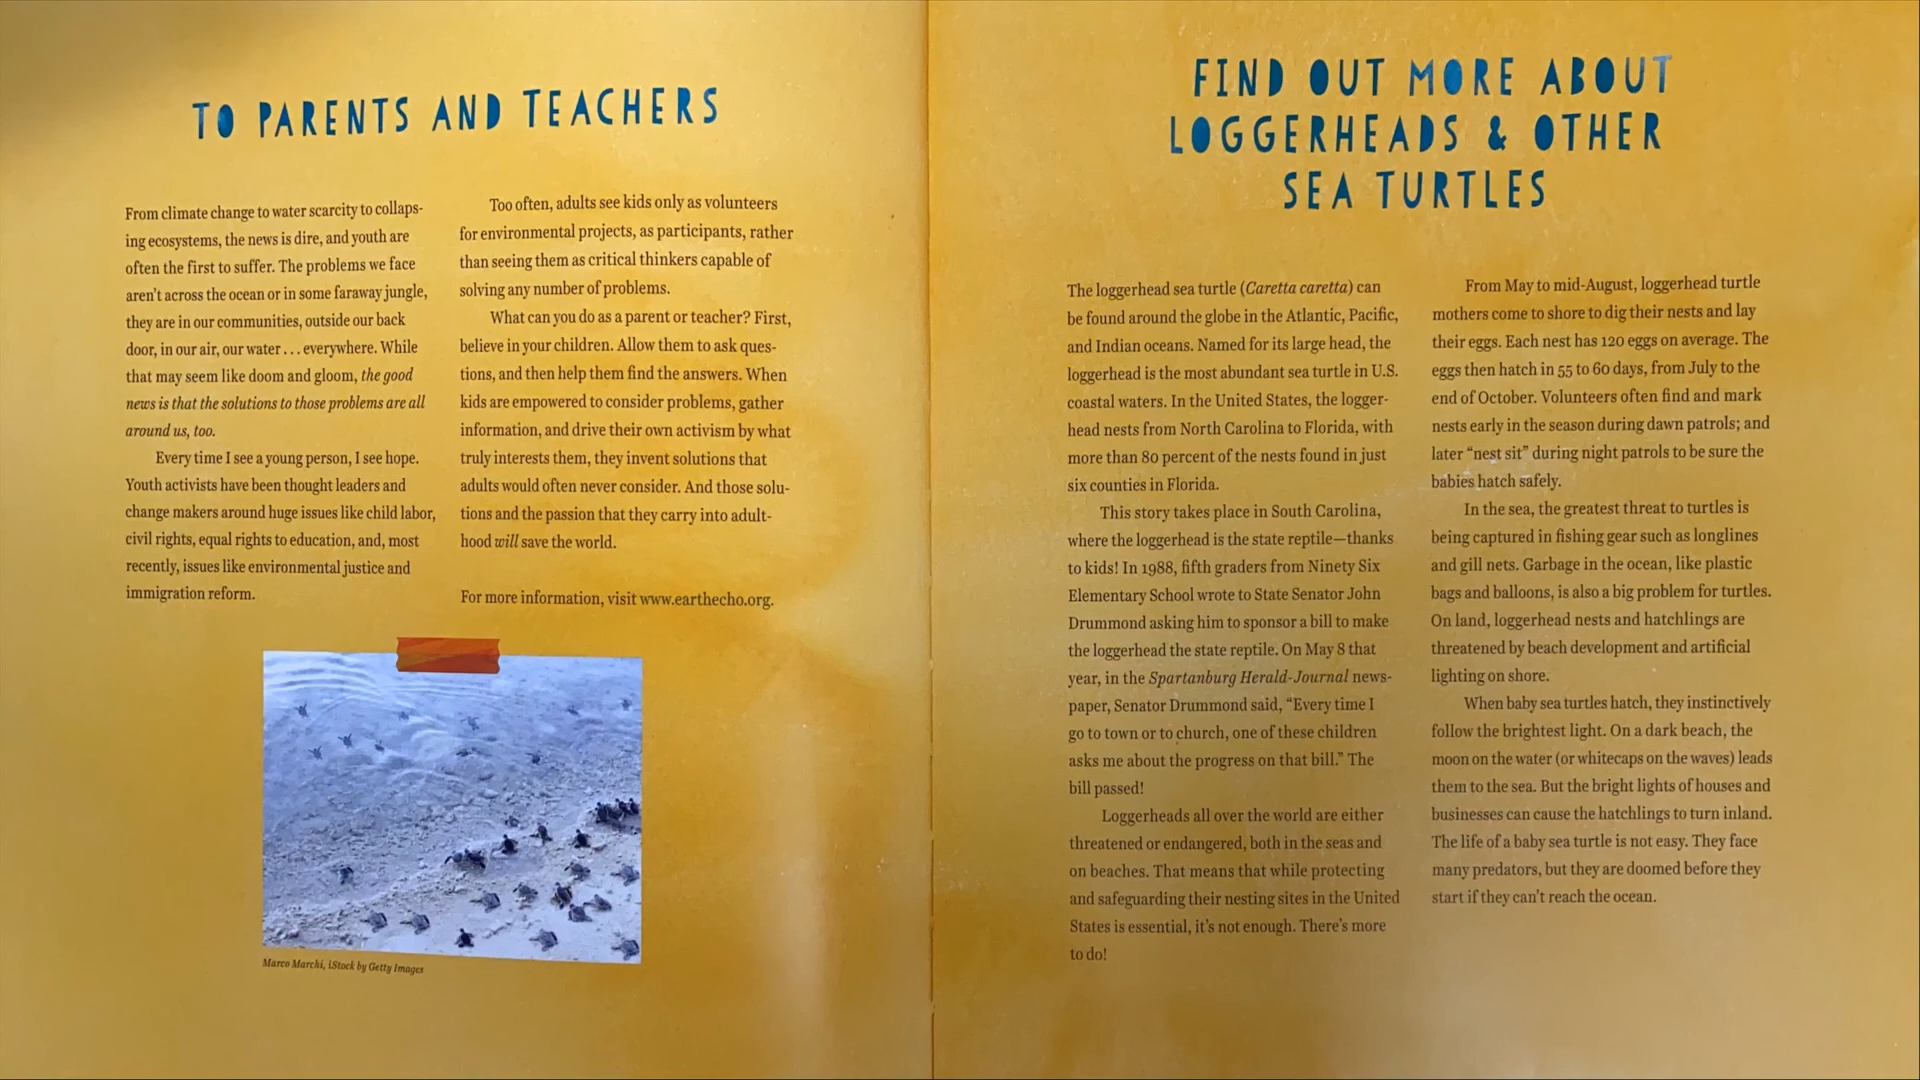 TO PARENTS AND TEACHERS
From climate change to water scarcity to collaps-
ing ecosystems, the news is dire, and youth are
often the first to suffer. The problems we face
aren't across the ocean or in some faraway jungle,
they are in our communities, outside our back
door, in our air, our water . . . everywhere. While
that may seem like doom and gloom, the good
news is that the solutions to those problems are all
around us, too.
Every time I see a young person, I see hope.
Youth activists have been thought leaders and
change makers around huge issues like child labor,
civil rights, equal rights to education, and, most
recently, issues like environmental justice and
immigration reform.
Too often, adults see kids only as volunteers
for environmental projects, as participants, rather
than seeing them as critical thinkers capable of
solving any number of problems.
What can you do as a parent or teacher? First,
believe in your children. Allow them to ask ques-
tions, and then help them find the answers. When
kids are empowered to consider problems, gather
information, and drive their own activism by what
truly interests them, they invent solutions that
adults would often never consider. And those solu-
tions and the passion that they carry into adult-
hood will save the world.
For more information, visit www.earthecho.org.
Marco Marchi, iStock by Getty Images
FIND OUT MORE ABOUT
LOGGERHEADS & OTHER
SEA TURTLES
The loggerhead sea turtle (Caretta caretta) can
be found around the globe in the Atlantic, Pacific,
and Indian oceans. Named for its large head, the
loggerhead is the most abundant sea turtle in U.S.
coastal waters. In the United States, the logger-
head nests from North Carolina to Florida, with
more than 80 percent of the nests found in just
six counties in Florida.
This story takes place in South Carolina,
where the loggerhead is the state reptile—thanks
to kids! In 1988, fifth graders from Ninety Six
Elementary School wrote to State Senator John
Drummond asking him to sponsor a bill to make
the loggerhead the state reptile. On May 8 that
year, in the Spartanburg Herald-Journal news-
paper, Senator Drummond said, “Every time I
go to town or to church, one of these children
asks me about the progress on that bill.” The
bill passed!
Loggerheads all over the world are either
threatened or endangered, both in the seas and
on beaches. That means that while protecting
and safeguarding their nesting sites in the United
States is essential, it's not enough. There's more
to do!
From May to mid-August, loggerhead turtle
mothers come to shore to dig their nests and lay
their eggs. Each nest has 120 eggs on average. The
eggs then hatch in 55 to 60 days, from July to the
end of October. Volunteers often find and mark
nests early in the season during dawn patrols; and
later “nest sit” during night patrols to be sure the
babies hatch safely.
In the sea, the greatest threat to turtles is
being captured in fishing gear such as longlines
and gill nets. Garbage in the ocean, like plastic
bags and balloons, is also a big problem for turtles.
On land, loggerhead nests and hatchlings are
threatened by beach development and artificial
lighting on shore.
When baby sea turtles hatch, they instinctively
follow the brightest light. On a dark beach, the
moon on the water (or whitecaps on the waves) leads
them to the sea. But the bright lights of houses and
businesses can cause the hatchlings to turn inland.
The life of a baby sea turtle is not easy. They face
many predators, but they are doomed before they
start if they can't reach the ocean.